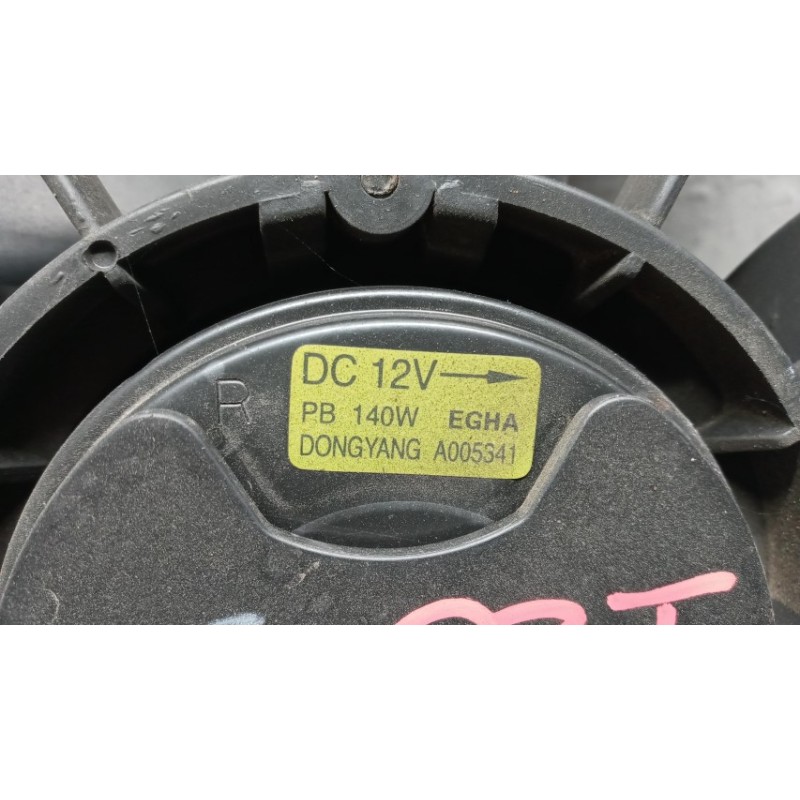 DC 12V→
R
PB 140W EGHA
DONGYANG A005341